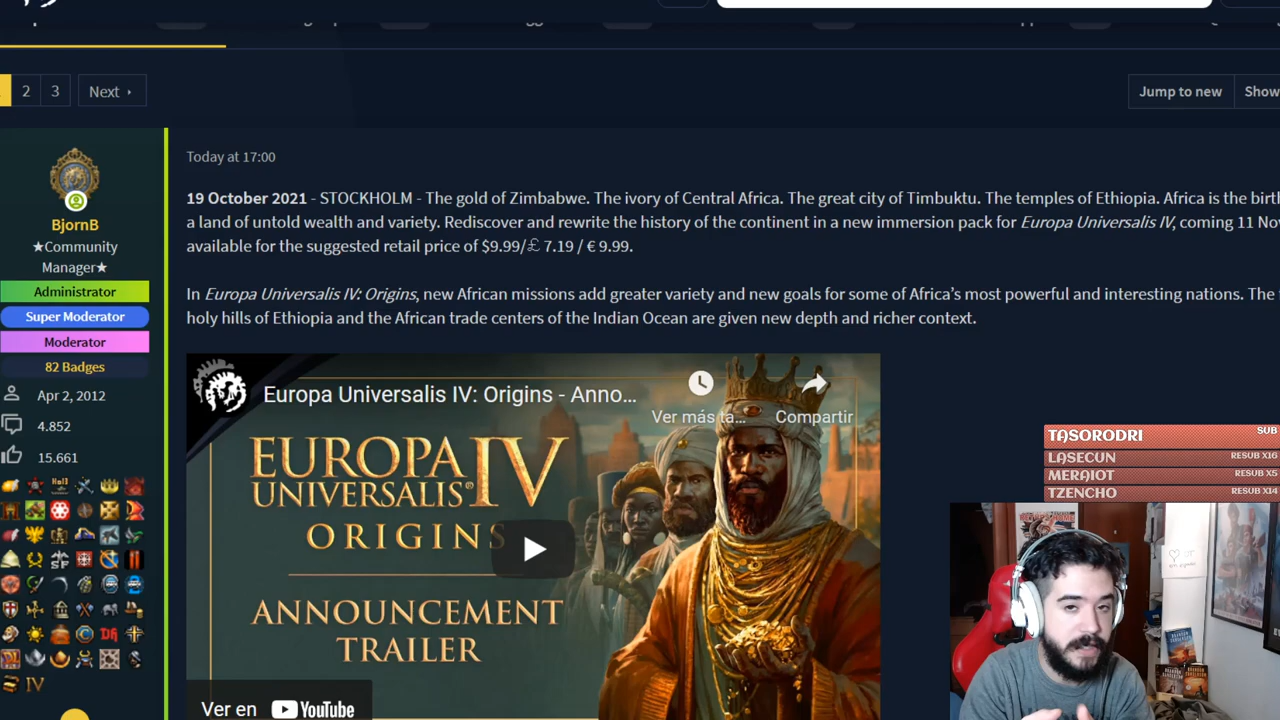 2
3
Next
Jump to new
Show
BjornB
★Community
Manager★
Administrator
Super Moderator
Moderator
82 Badges
Apr 2, 2012
4.852
15.661
Today at 17:00
19 October 2021 - STOCKHOLM - The gold of Zimbabwe. The ivory of Central Africa. The great city of Timbuktu. The temples of Ethiopia. Africa is the birt
a land of untold wealth and variety. Rediscover and rewrite the history of the continent in a new immersion pack for Europa Universalis IV, coming 11 No
available for the suggested retail price of $9.99/£ 7.19 / € 9.99.
In Europa Universalis IV: Origins, new African missions add greater variety and new goals for some of Africa's most powerful and interesting nations. The
holy hills of Ethiopia and the African trade centers of the Indian Ocean are given new depth and richer context.
Europa Universalis IV: Origins - Anno...
Ver más ta...
Compartir
EUROPA
UNIVERSALIS IV
ORIGINS
ANNOUNCEMENT
TRAILER
Ver en YouTube
TASORODRI SUB
LASECUN RESUB X16
MERAIOT RESUB X5
TZENCHO RESUB X14